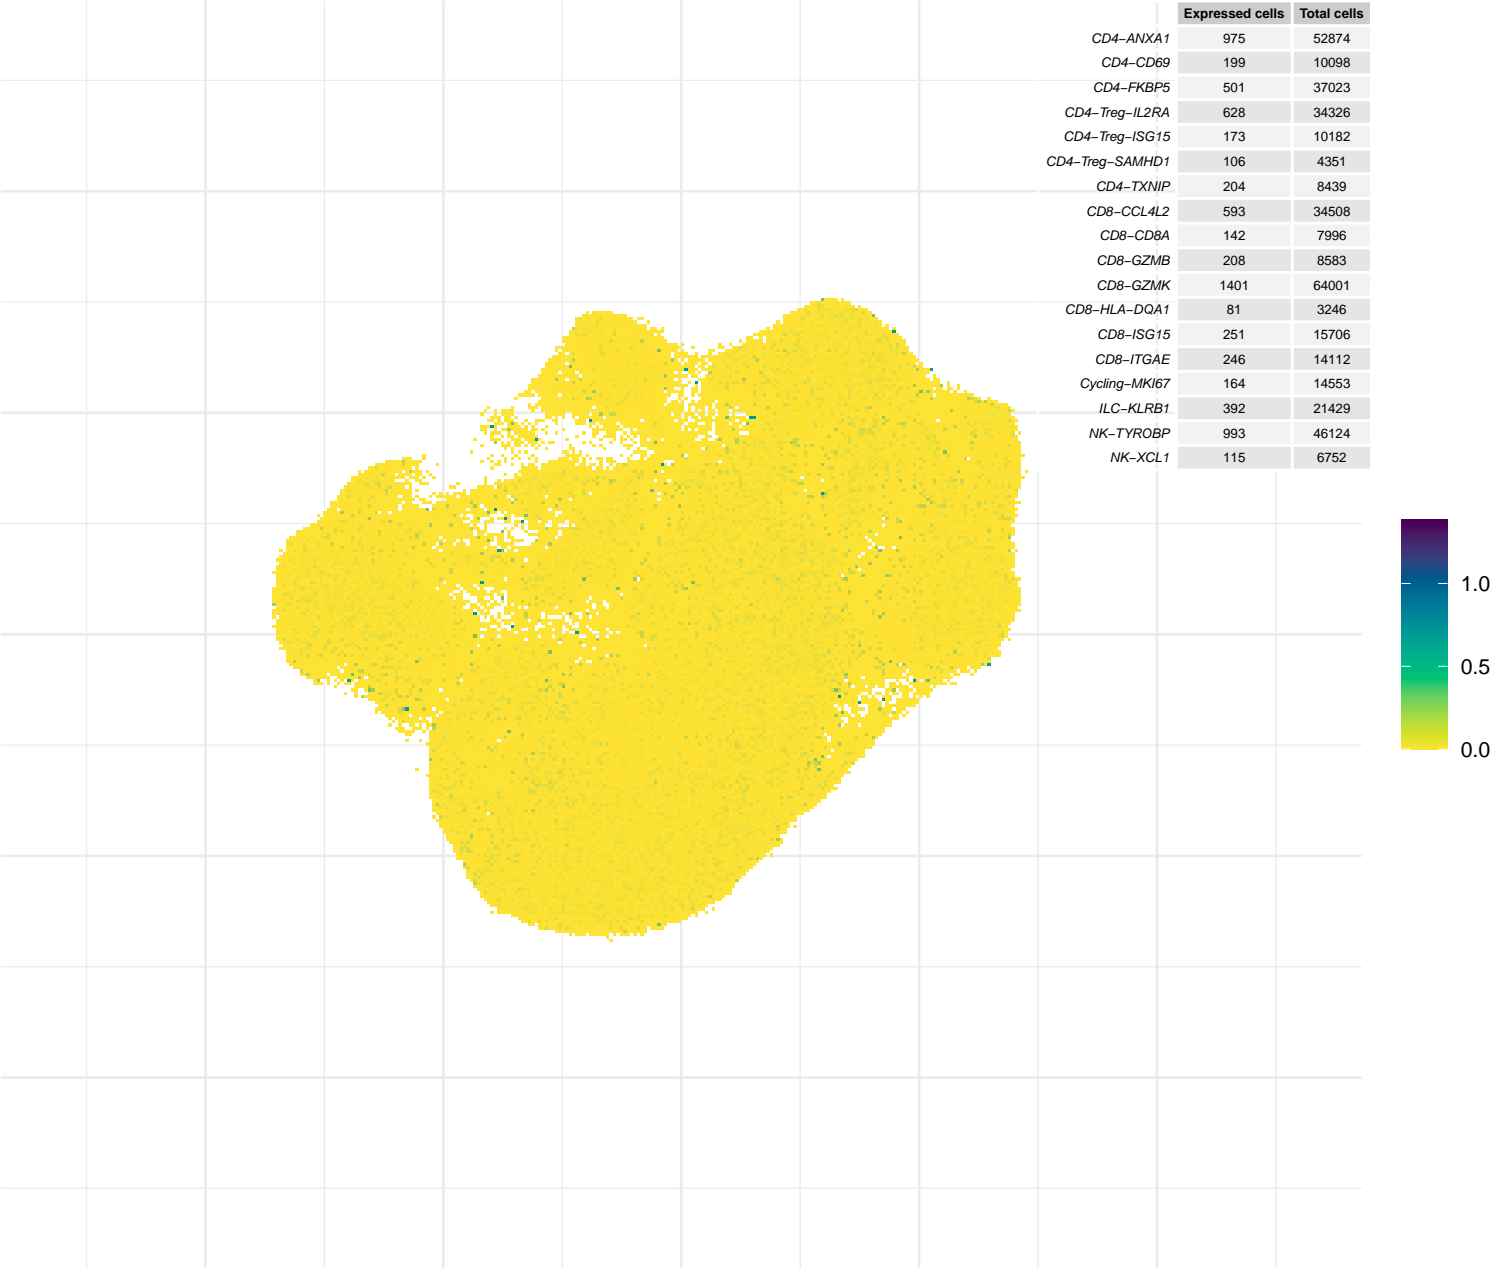 Expressed cells Total cells
CD4−ANXA1 975 52874
CD4−CD69 199 10098
CD4−FKBP5 501 37023
CD4−Treg−IL2RA 628 34326
CD4−Treg−ISG15 173 10182
CD4−Treg−SAMHD1 106 4351
CD4−TXNIP 204 8439
CD8−CCL4L2 593 34508
CD8−CD8A 142 7996
CD8−GZMB 208 8583
CD8−GZMK 1401 64001
CD8−HLA−DQA1 81 3246
CD8−ISG15 251 15706
CD8−ITGAE 246 14112
Cycling−MKI67 164 14553
ILC−KLRB1 392 21429
NK−TYROBP 993 46124
NK−XCL1 115 6752
1.0
0.5
0.0